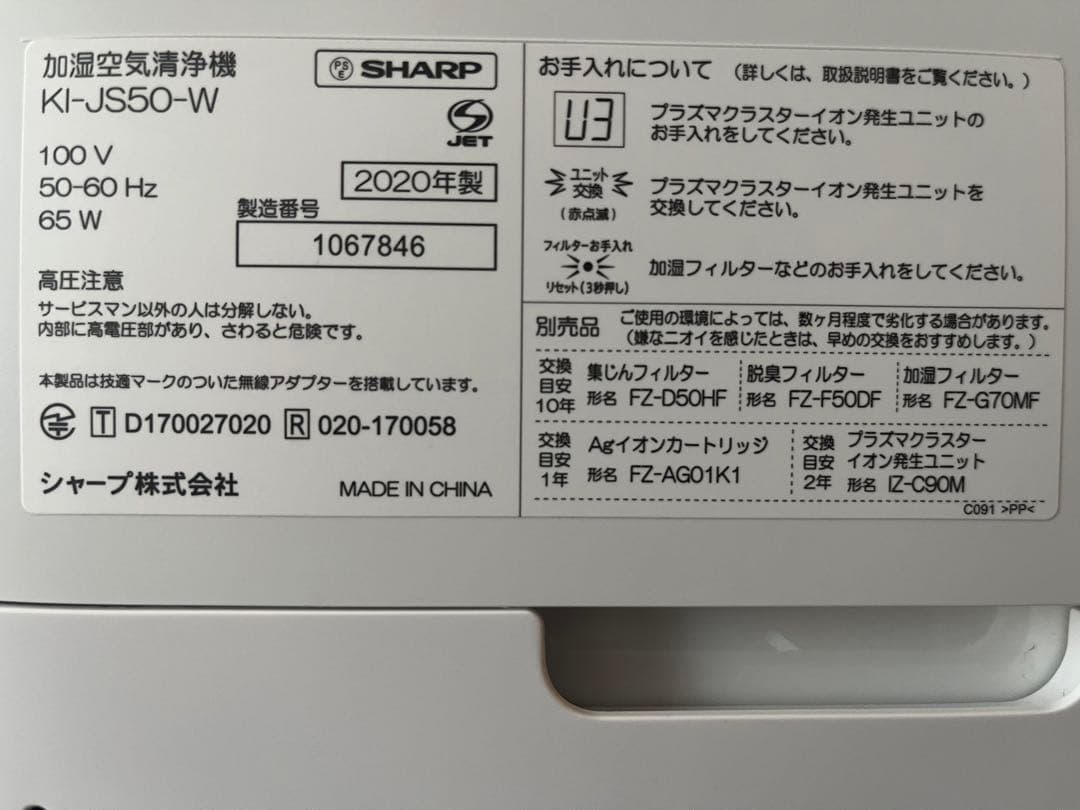 加湿空気清浄機
KI-JS50-W
PS
E
SHARP
JET
100 V
50-60 Hz
65 W
2020年製
製造番号
1067846
高圧注意
サービスマン以外の人は分解しない。
内部に高電圧部があり、さわると危険です。
本製品は技適マークのついた無線アダプターを搭載しています。
T D170027020 R 020-170058
シャープ株式会社
MADE IN CHINA
お手入れについて (詳しくは、取扱説明書をご覧ください。)
U3
プラズマクラスターイオン発生ユニットの
お手入れをしてください。
ユニット
交換
(赤点滅)
プラズマクラスターイオン発生ユニットを
交換してください。
フィルターお手入れ
リセット(3秒押し)
加湿フィルターなどのお手入れをしてください。
別売品
ご使用の環境によっては、数ヶ月程度で劣化する場合があります。
(嫌なニオイを感じたときは、早めの交換をおすすめします。)
交換
目安
10年
集じんフィルター
形名 FZ-D50HF
脱臭フィルター
形名 FZ-F50DF
加湿フィルター
形名 FZ-G70MF
交換
目安
1年
Agイオンカートリッジ
形名 FZ-AG01K1
交換
目安
2年
プラズマクラスター
イオン発生ユニット
形名 IZ-C90M
C091 >PP<